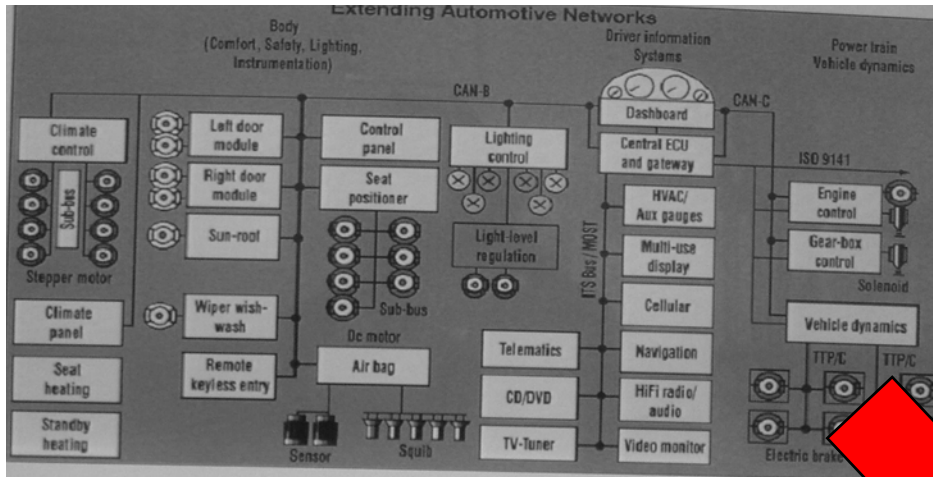 Extending Automotive Networks
Body
(Comfort, Safety, Lighting,
Instrumentation)
Driver information
Systems
Power train
Vehicle dynamics
CAN-B
CAN-C
Climate
control
Left door
module
Control
panel
Lighting
control
Dashboard
Central ECU
and gateway
ISO 9141
Sub-bus
Right door
module
Seat
positioner
HVAC/
Aux gauges
Engine
control
Sun-roof
Light-level
regulation
ITS Bus / MOST
Multi-use
display
Gear-box
control
Stepper motor
Solenoid
Climate
panel
Wiper wish-
wash
Sub-bus
Cellular
Vehicle dynamics
Dc motor
Seat
heating
Remote
keyless entry
Air bag
Telematics
Navigation
TTP/C
TTP/C
CD/DVD
HiFi radio/
audio
Standby
heating
Sensor
Squib
TV-Tuner
Video monitor
Electric brake